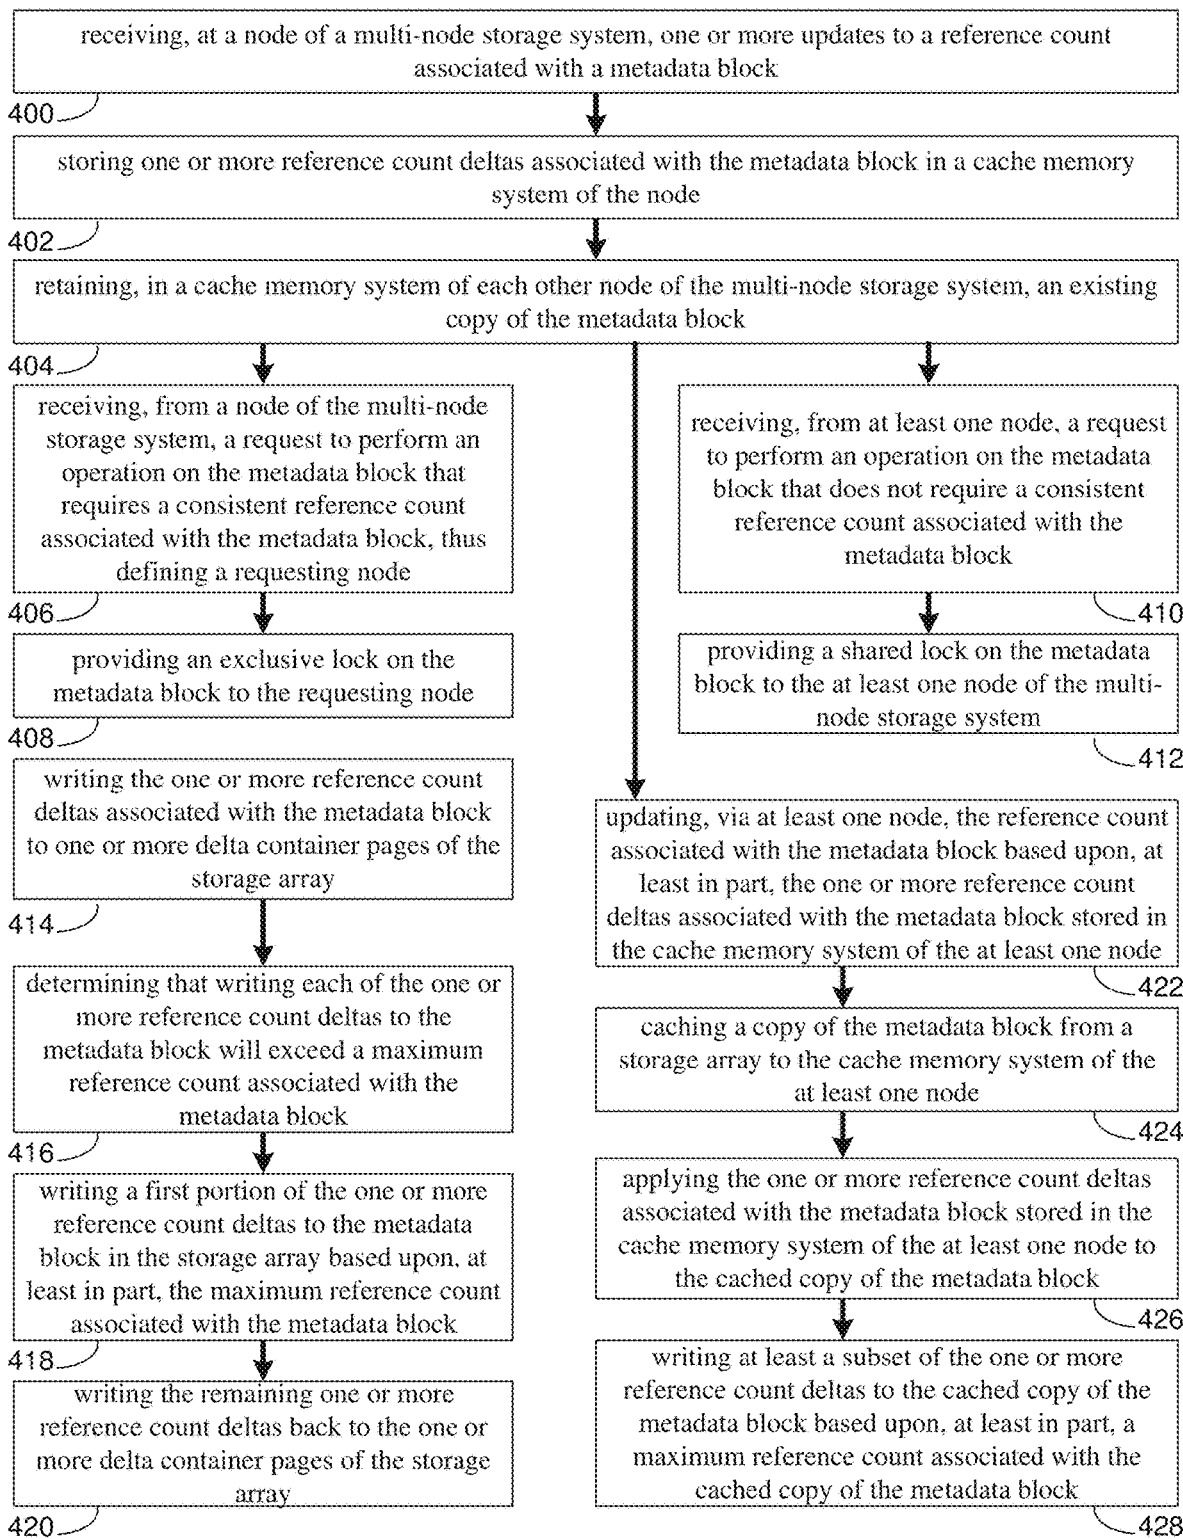 receiving, at a node of a multi-node storage system, one or more updates to a reference count
associated with a metadata block
400
storing one or more reference count deltas associated with the metadata block in a cache memory
system of the node
402
retaining, in a cache memory system of each other node of the multi-node storage system, an existing
copy of the metadata block
404
receiving, from a node of the multi-node
storage system, a request to perform an
operation on the metadata block that
requires a consistent reference count
associated with the metadata block, thus
defining a requesting node
406
providing an exclusive lock on the
metadata block to the requesting node
408
receiving, from at least one node, a request
to perform an operation on the metadata
block that does not require a consistent
reference count associated with the
metadata block
410
providing a shared lock on the metadata
block to the at least one node of the multi-
node storage system
412
writing the one or more reference count
deltas associated with the metadata block
to one or more delta container pages of the
storage array
414
determining that writing each of the one or
more reference count deltas to the
metadata block will exceed a maximum
reference count associated with the
metadata block
416
writing a first portion of the one or more
reference count deltas to the metadata
block in the storage array based upon, at
least in part, the maximum reference count
associated with the metadata block
418
writing the remaining one or more
reference count deltas back to the one or
more delta container pages of the storage
array
420
updating, via at least one node, the reference count
associated with the metadata block based upon, at
least in part, the one or more reference count
deltas associated with the metadata block stored in
the cache memory system of the at least one node
422
caching a copy of the metadata block from a
storage array to the cache memory system of the
at least one node
424
applying the one or more reference count deltas
associated with the metadata block stored in the
cache memory system of the at least one node to
the cached copy of the metadata block
426
writing at least a subset of the one or more
reference count deltas to the cached copy of the
metadata block based upon, at least in part, a
maximum reference count associated with the
cached copy of the metadata block
428